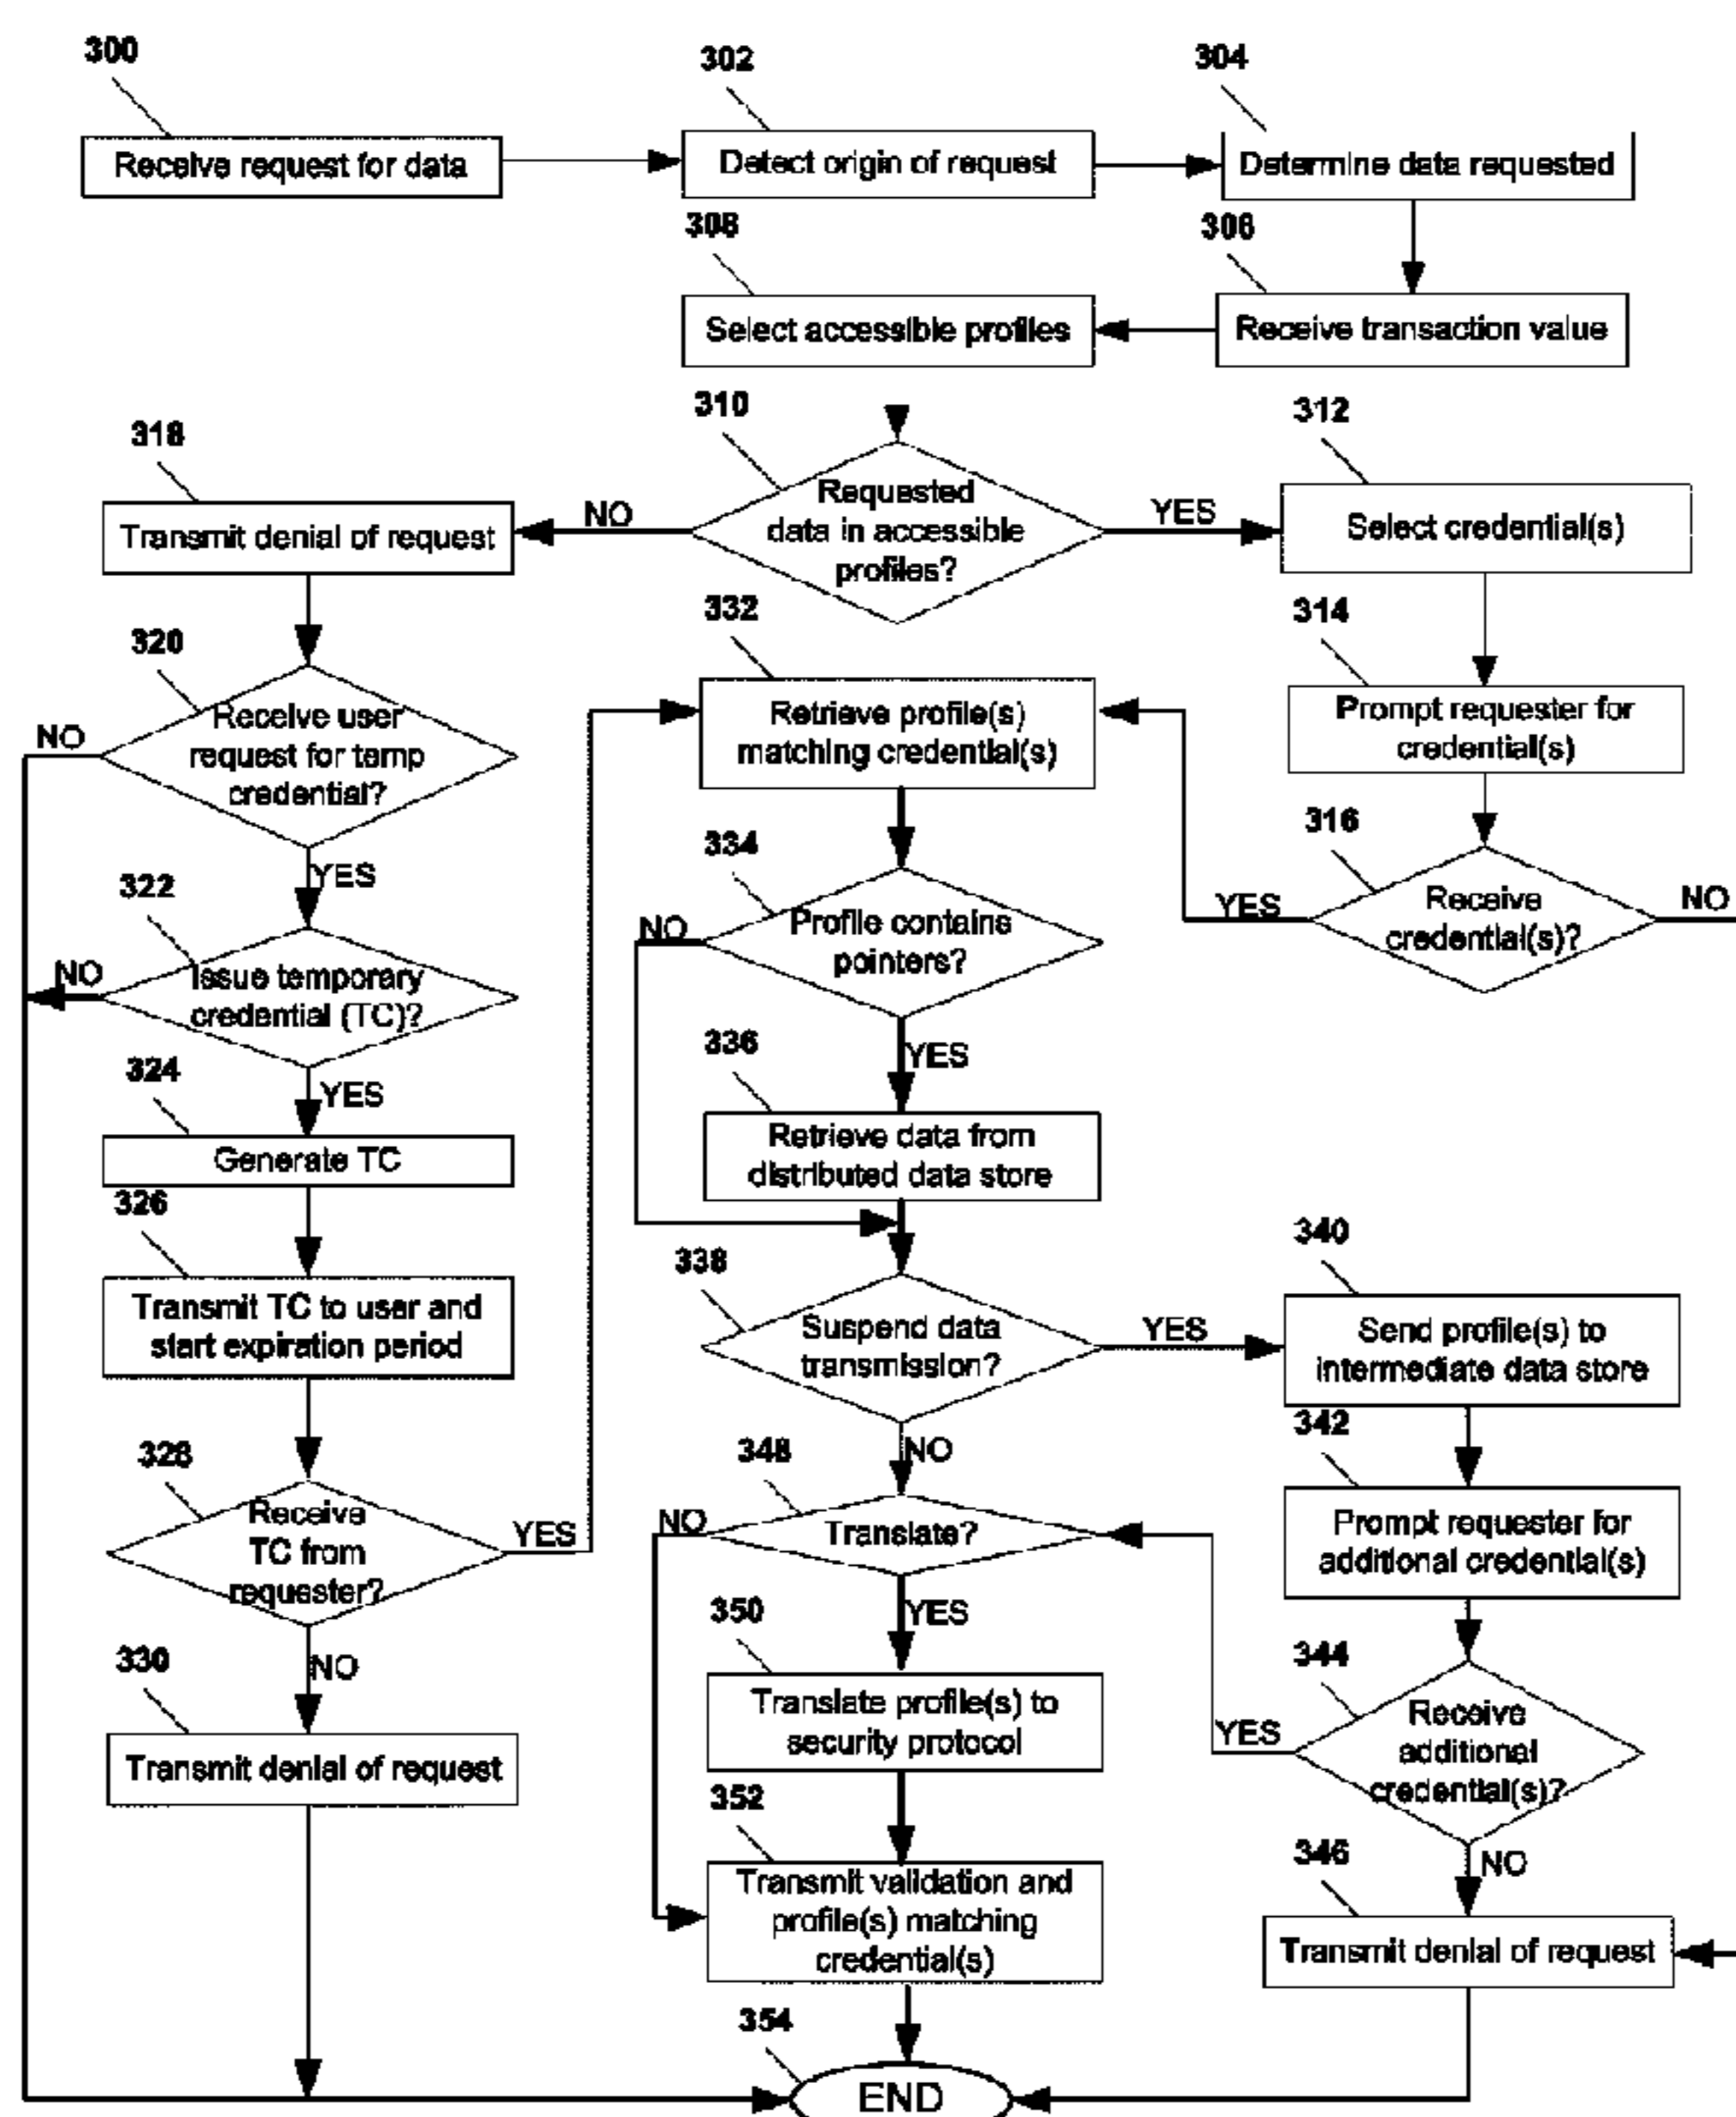 300
302
304
Receive request for data
Detect origin of request
Determine data requested
308
306
Select accessible profiles
Receive transaction value
310
312
318
Requested
data in accessible
profiles?
NO
YES
Transmit denial of request
Select credential(s)
332
314
320
Receive user
request for temp
credential?
NO
Retrieve profile(s)
matching credential(s)
Prompt requester for
credential(s)
YES
334
316
322
Profile contains
pointers?
NO
YES
Receive
credential(s)?
NO
Issue temporary
credential (TC)?
NO
336
YES
324
YES
Retrieve data from
distributed data store
Generate TC
326
338
340
Transmit TC to user and
start expiration period
Suspend data
transmission?
YES
Send profile(s) to
intermediate data store
342
328
348
NO
Receive
TC from
requester?
YES
NO
Translate?
Prompt requester for
additional credential(s)
350
YES
330
NO
344
Translate profile(s) to
security protocol
YES
Receive
additional
credential(s)?
Transmit denial of request
352
346
NO
Transmit validation and
profile(s) matching
credential(s)
Transmit denial of request
354
END